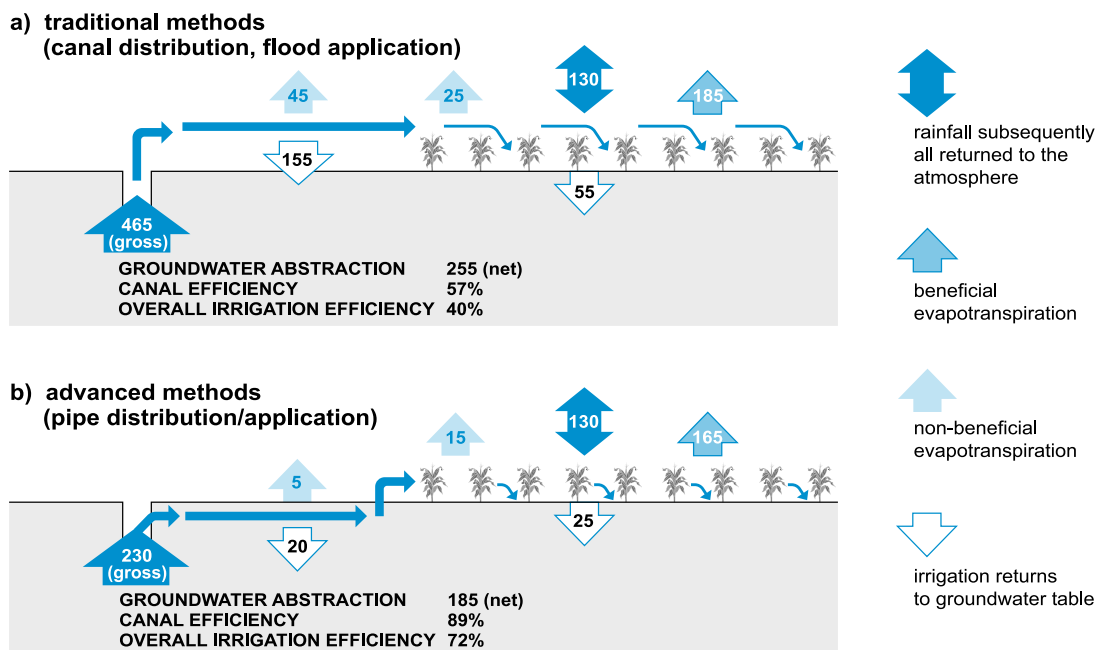 a) traditional methods
(canal distribution, flood application)
45
25
130
185
155
55
465
(gross)
GROUNDWATER ABSTRACTION 255 (net)
CANAL EFFICIENCY 57%
OVERALL IRRIGATION EFFICIENCY 40%
b) advanced methods
(pipe distribution/application)
15
130
165
5
20
25
230
(gross)
GROUNDWATER ABSTRACTION 185 (net)
CANAL EFFICIENCY 89%
OVERALL IRRIGATION EFFICIENCY 72%
rainfall subsequently
all returned to the
atmosphere
beneficial
evapotranspiration
non-beneficial
evapotranspiration
irrigation returns
to groundwater table